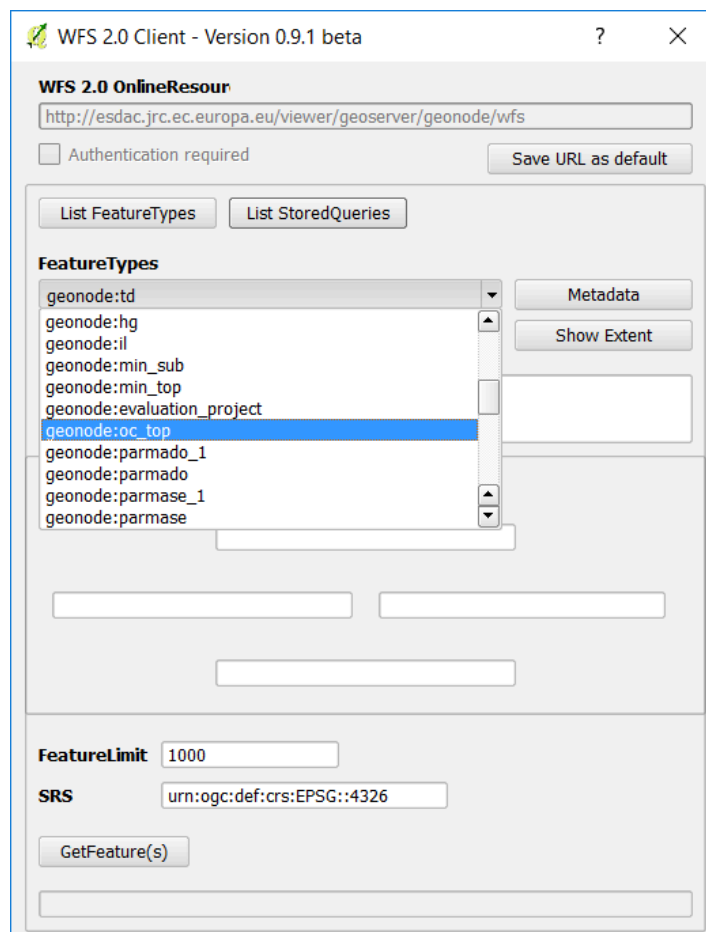 WFS 2.0 Client - Version 0.9.1 beta
WFS 2.0 OnlineResour
http://esdac.jrc.ec.europa.eu/viewer/geoserver/geonode/wfs
Authentication required
Save URL as default
List FeatureTypes
List StoredQueries
FeatureTypes
geonode:td
Metadata
Show Extent
geonode:hg
geonode:il
geonode:min_sub
geonode:min_top
geonode:evaluation_project
geonode:oc_top
geonode:parmado_1
geonode:parmado
geonode:parmase_1
geonode:parmase
FeatureLimit 1000
SRS urn:ogc:def:crs:EPSG::4326
GetFeature(s)